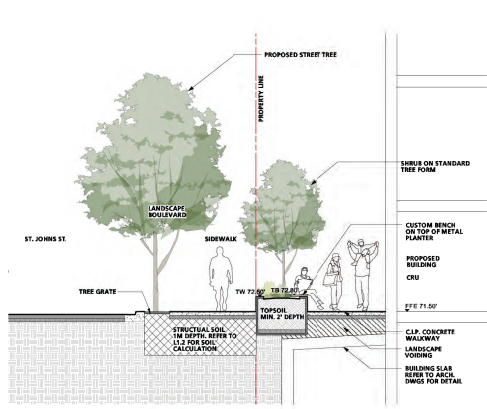 PROPOSED STREET TREE
PROPERTY LINE
SHRUB ON STANDARD
TREE FORM
LANDSCAPE
BOULEVARD
CUSTOM BENCH
ON TOP OF METAL
PLANTER
ST. JOHNS ST.
SIDEWALK
PROPOSED
BUILDING
CRU
TREE GRATE
TW 72.50'
TB 72.80'
FFE 71.50'
TOPSOIL
MIN. 2' DEPTH
STRUCTURAL SOIL
1M DEPTH. REFER TO
L1.2 FOR SOIL
CALCULATION
C.I.P. CONCRETE
WALKWAY
LANDSCAPE
VOIDING
BUILDING SLAB
REFER TO ARCH.
DWGS FOR DETAIL